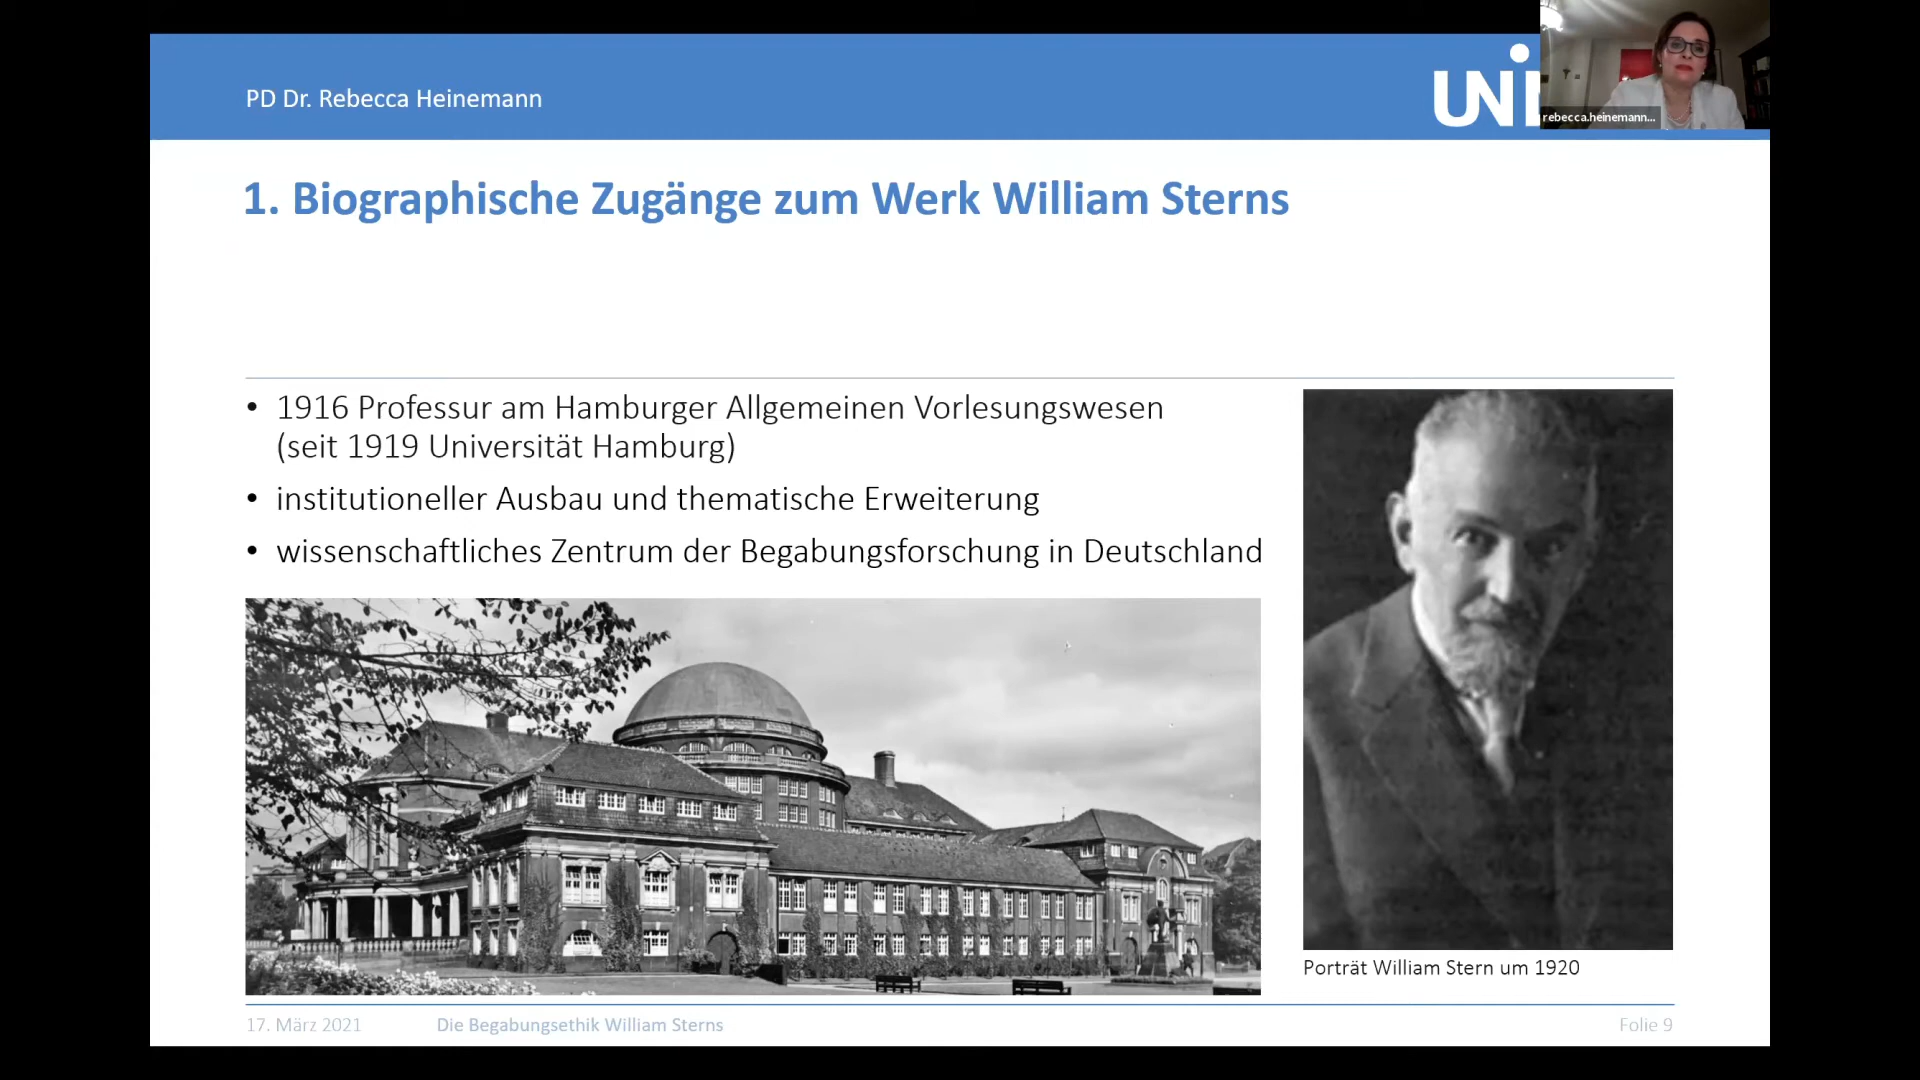 PD Dr. Rebecca Heinemann
UNI
rebecca.heinemann...
1. Biographische Zugänge zum Werk William Sterns
• 1916 Professur am Hamburger Allgemeinen Vorlesungswesen
(seit 1919 Universität Hamburg)
• institutioneller Ausbau und thematische Erweiterung
• wissenschaftliches Zentrum der Begabungsforschung in Deutschland
Porträt William Stern um 1920
17. März 2021
Die Begabungsethik William Sterns
Folie 9